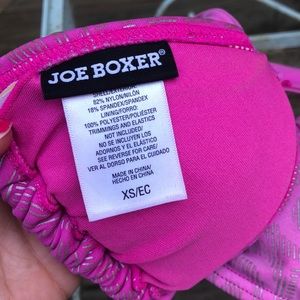 JOE BOXER®
SHELL/EXTERIOR:
82% NYLON/NILÓN
18% SPANDEX/SPANDEX
LINING/FORRO:
100% POLYESTER/POLIÉSTER
TRIMMINGS AND ELASTICS
NOT INCLUDED/
NO SE INCLUYEN LOS
ADORNOS Y EL ELÁSTICO
SEE REVERSE FOR CARE/
VER AL DORSO PARA EL CUIDADO
MADE IN CHINA/
HECHO EN CHINA
XS/EC